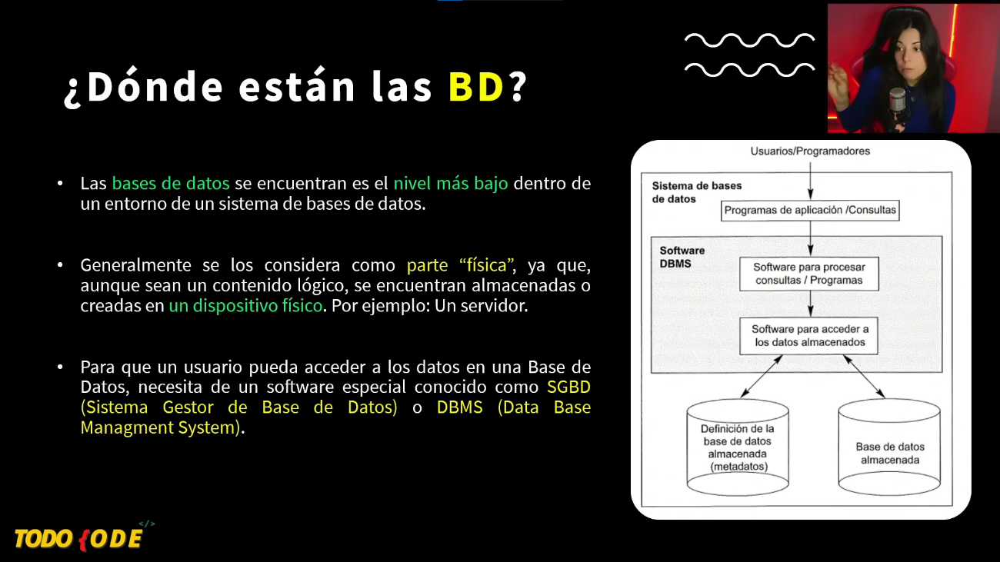 ¿Dónde están las BD?
Las bases de datos se encuentran es el nivel más bajo dentro de
un entorno de un sistema de bases de datos.
Generalmente se los considera como parte “física”, ya que,
aunque sean un contenido lógico, se encuentran almacenadas o
creadas en un dispositivo físico. Por ejemplo: Un servidor.
Para que un usuario pueda acceder a los datos en una Base de
Datos, necesita de un software especial conocido como SGBD
(Sistema Gestor de Base de Datos) o DBMS (Data Base
Managment System).
Usuarios/Programadores
Sistema de bases
de datos
Programas de aplicación /Consultas
Software
DBMS
Software para procesar
consultas / Programas
Software para acceder a
los datos almacenados
Definición de la
base de datos
almacenada
(metadatos)
Base de datos
almacenada
TODO {ODE
</>